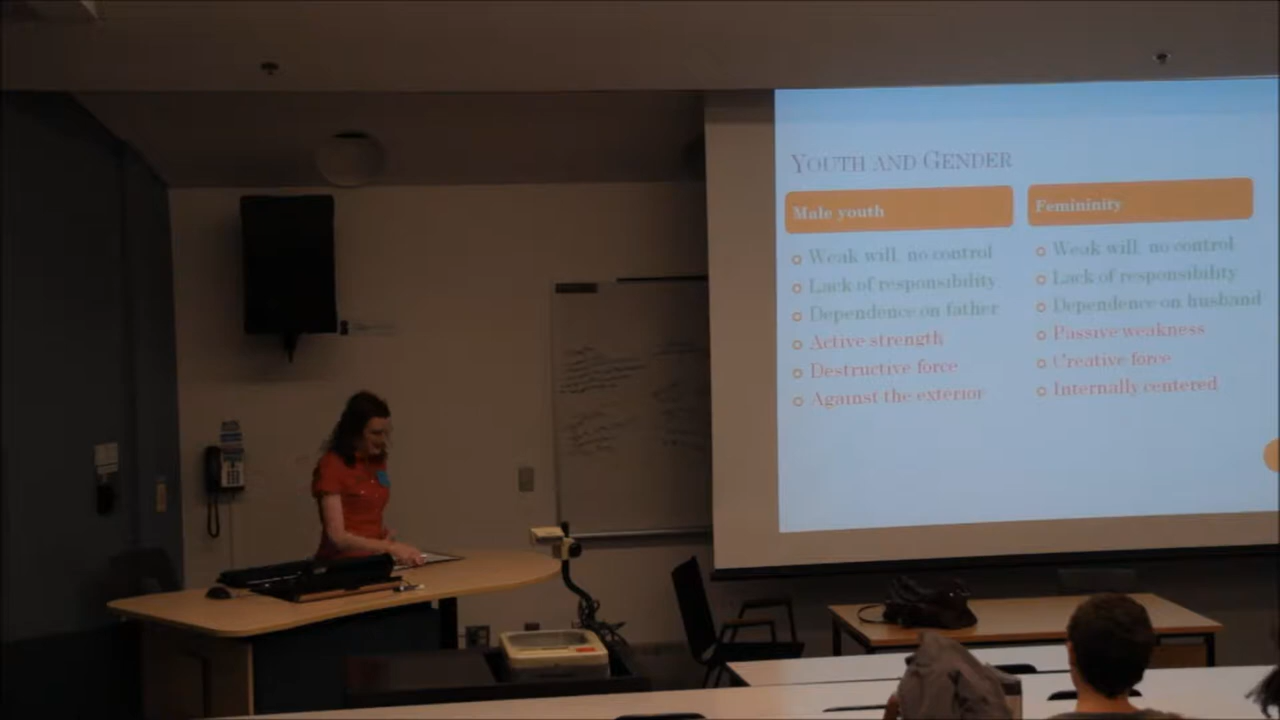 YOUTH AND GENDER
Male youth
Weak will, no control
Lack of responsibility
Dependence on father
Active strength
Destructive force
Against the exterior
Femininity
Weak will, no control
Lack of responsibility
Dependence on husband
Passive weakness
Creative force
Internally centered